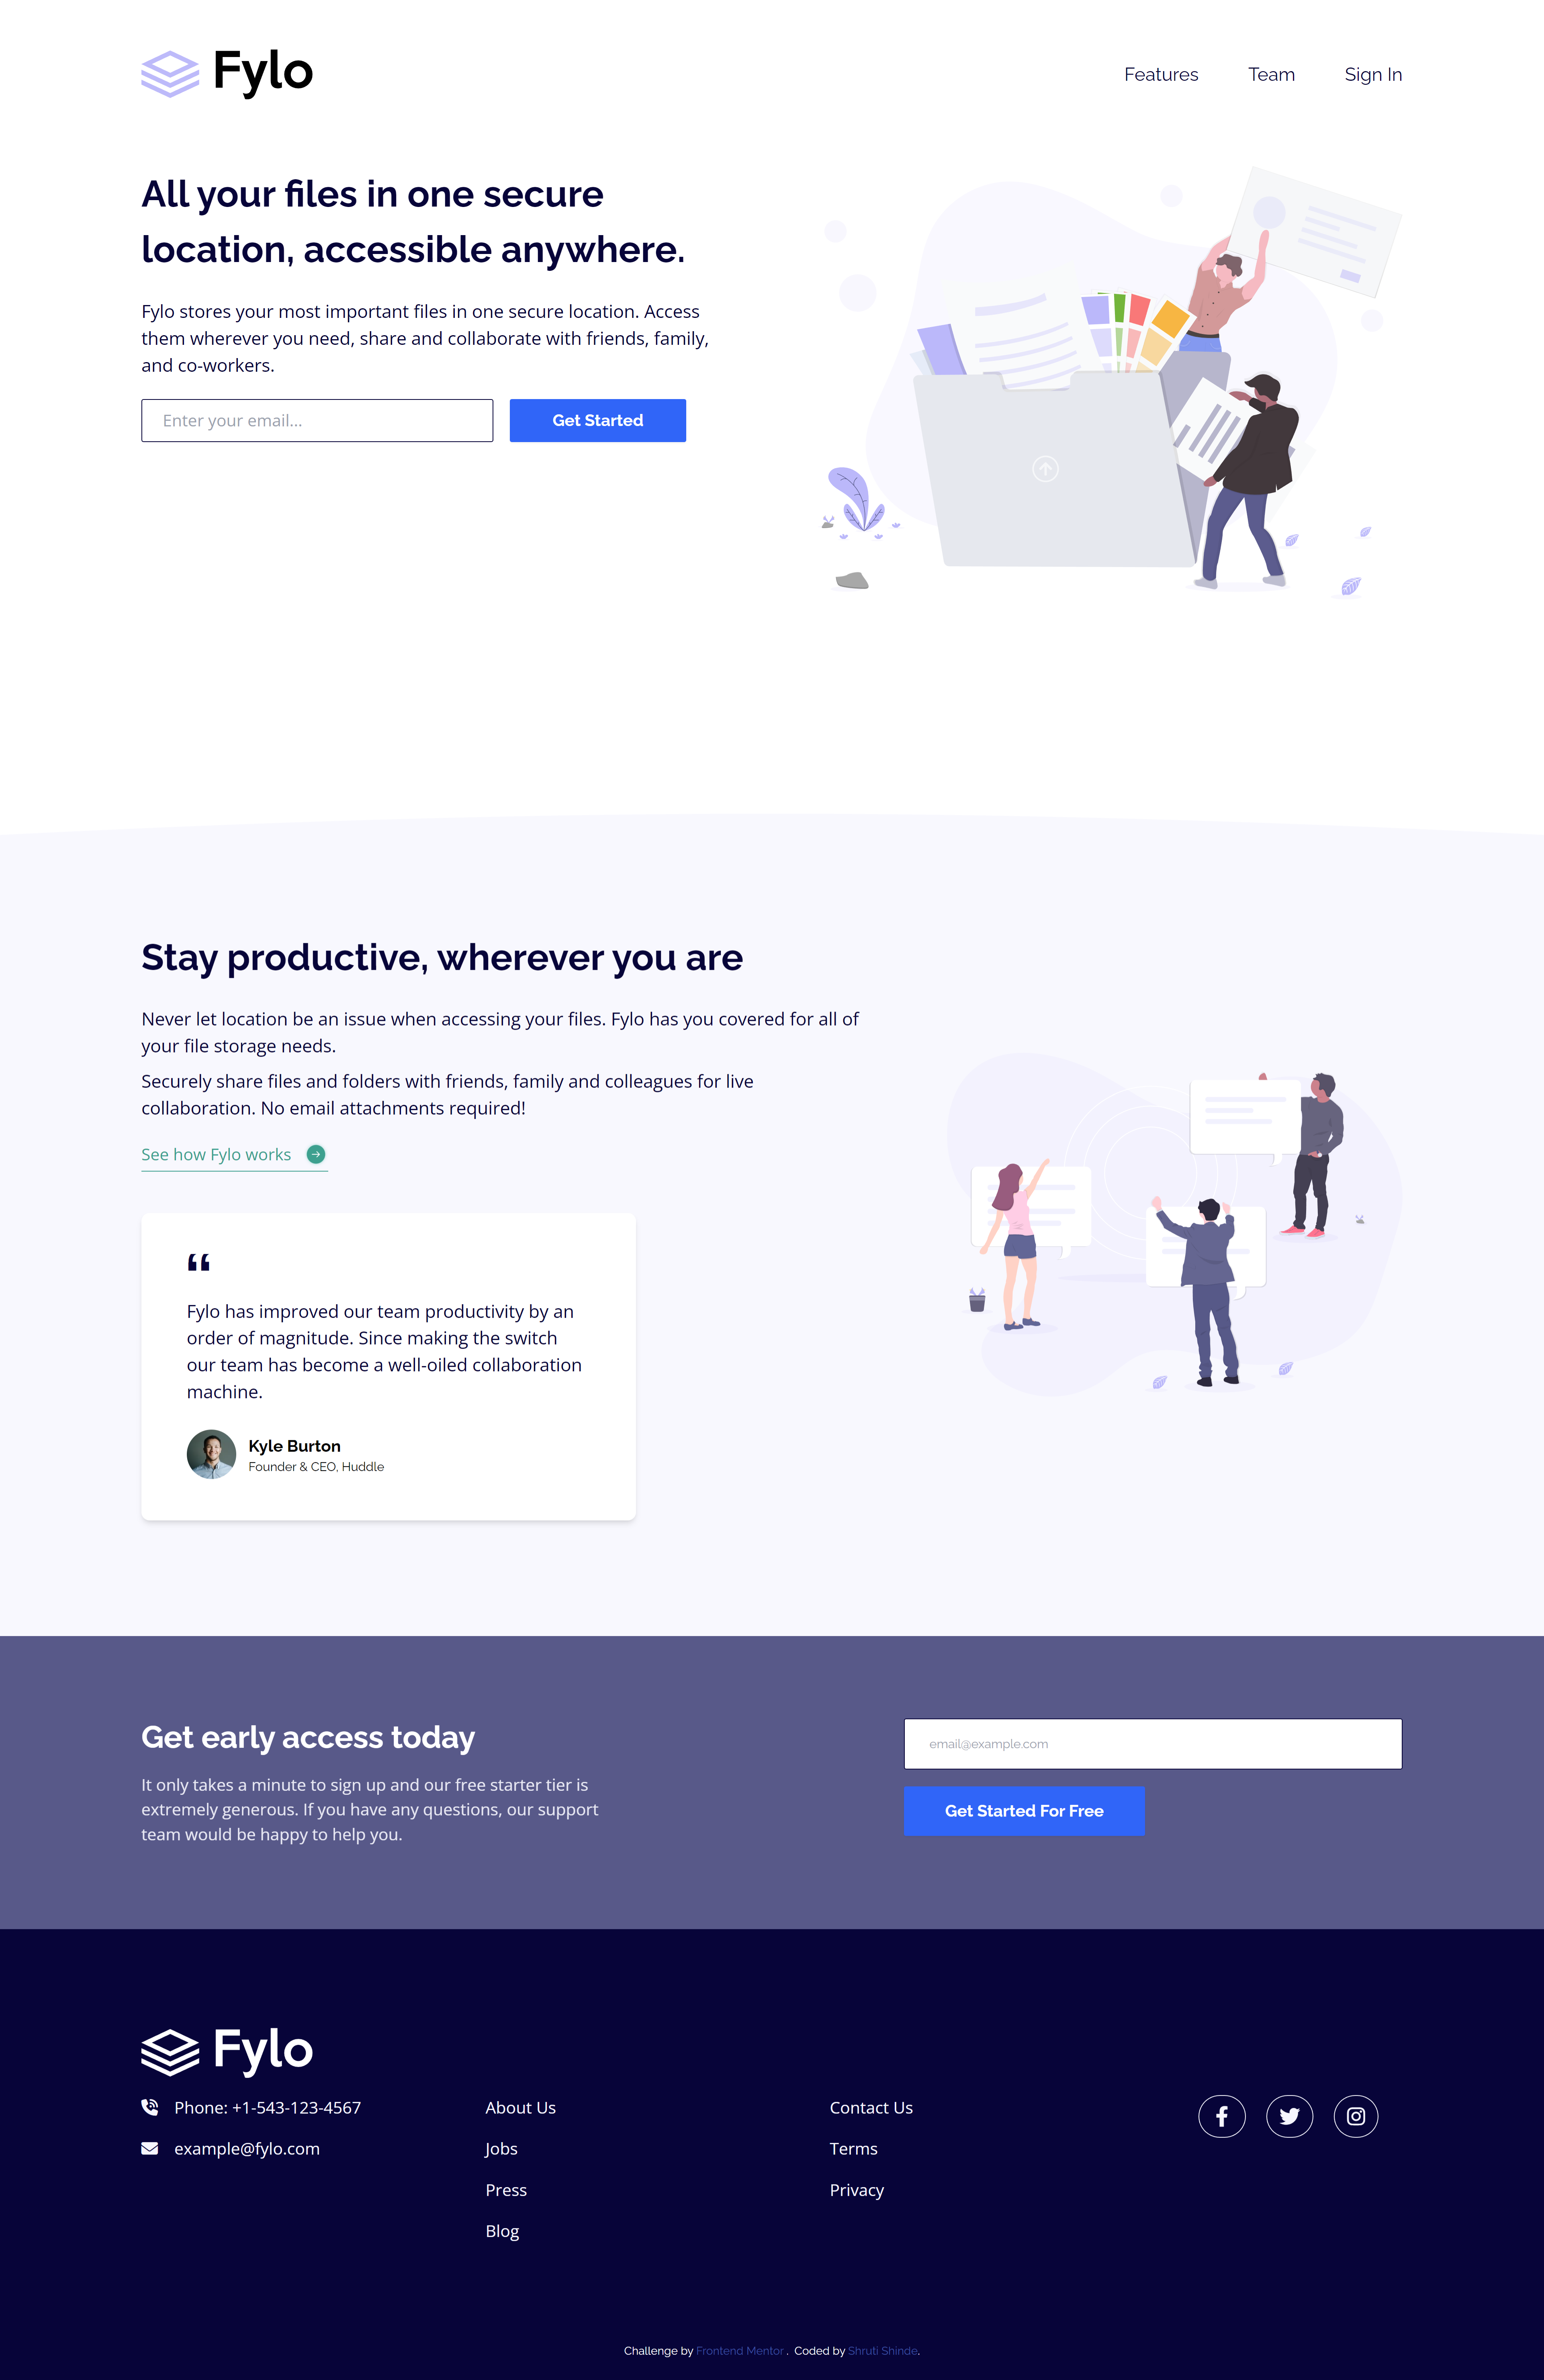 Fylo
Features
Team
Sign In
All your files in one secure
location, accessible anywhere.
Fylo stores your most important files in one secure location. Access
them wherever you need, share and collaborate with friends, family,
and co-workers.
Enter your email...
Get Started
Stay productive, wherever you are
Never let location be an issue when accessing your files. Fylo has you covered for all of
your file storage needs.
Securely share files and folders with friends, family and colleagues for live
collaboration. No email attachments required!
See how Fylo works
“
Fylo has improved our team productivity by an
order of magnitude. Since making the switch
our team has become a well-oiled collaboration
machine.
Kyle Burton
Founder & CEO, Huddle
Get early access today
It only takes a minute to sign up and our free starter tier is
extremely generous. If you have any questions, our support
team would be happy to help you.
email@example.com
Get Started For Free
Fylo
Phone: +1-543-123-4567
example@fylo.com
About Us
Jobs
Press
Blog
Contact Us
Terms
Privacy
Challenge by Frontend Mentor . Coded by Shruti Shinde.